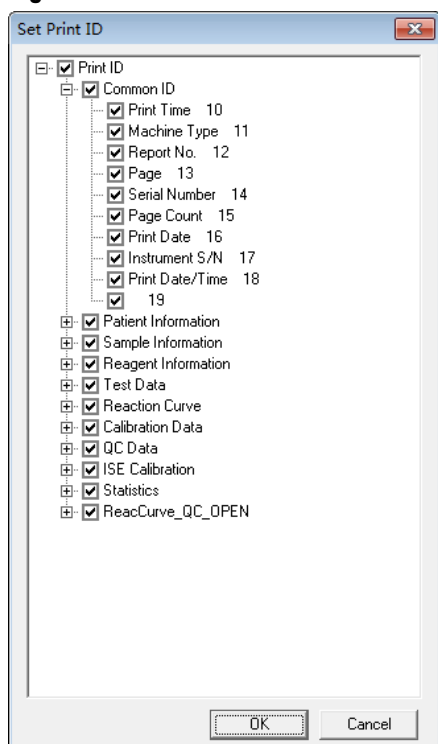 Set Print ID
Print ID
Common ID
Print Time 10
Machine Type 11
Report No. 12
Page 13
Serial Number 14
Page Count 15
Print Date 16
Instrument S/N 17
Print Date/Time 18
19
Patient Information
Sample Information
Reagent Information
Test Data
Reaction Curve
Calibration Data
QC Data
ISE Calibration
Statistics
ReacCurve_QC_OPEN
OK Cancel